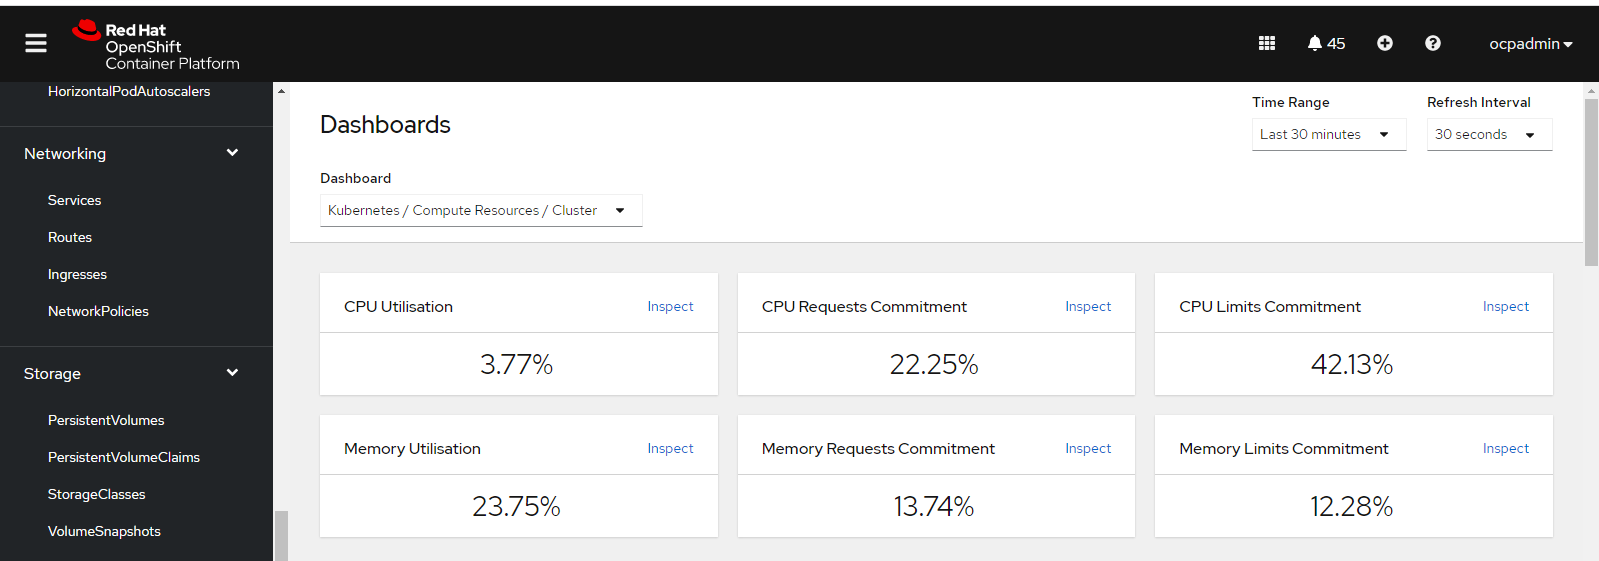 Red Hat
OpenShift
Container Platform
45
ocpadmin
HorizontalPodAutoscalers
Networking
Services
Routes
Ingresses
NetworkPolicies
Storage
PersistentVolumes
PersistentVolumeClaims
StorageClasses
VolumeSnapshots
Dashboards
Time Range
Last 30 minutes
Refresh Interval
30 seconds
Dashboard
Kubernetes / Compute Resources / Cluster
CPU Utilisation Inspect
3.77%
CPU Requests Commitment Inspect
22.25%
CPU Limits Commitment Inspect
42.13%
Memory Utilisation Inspect
23.75%
Memory Requests Commitment Inspect
13.74%
Memory Limits Commitment Inspect
12.28%